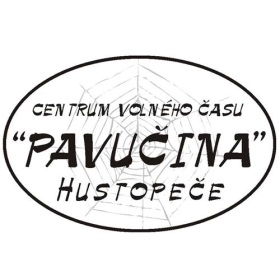 CENTRUM VOLNÉHO ČASU
“PAVUČINA”
HUSTOPEČE